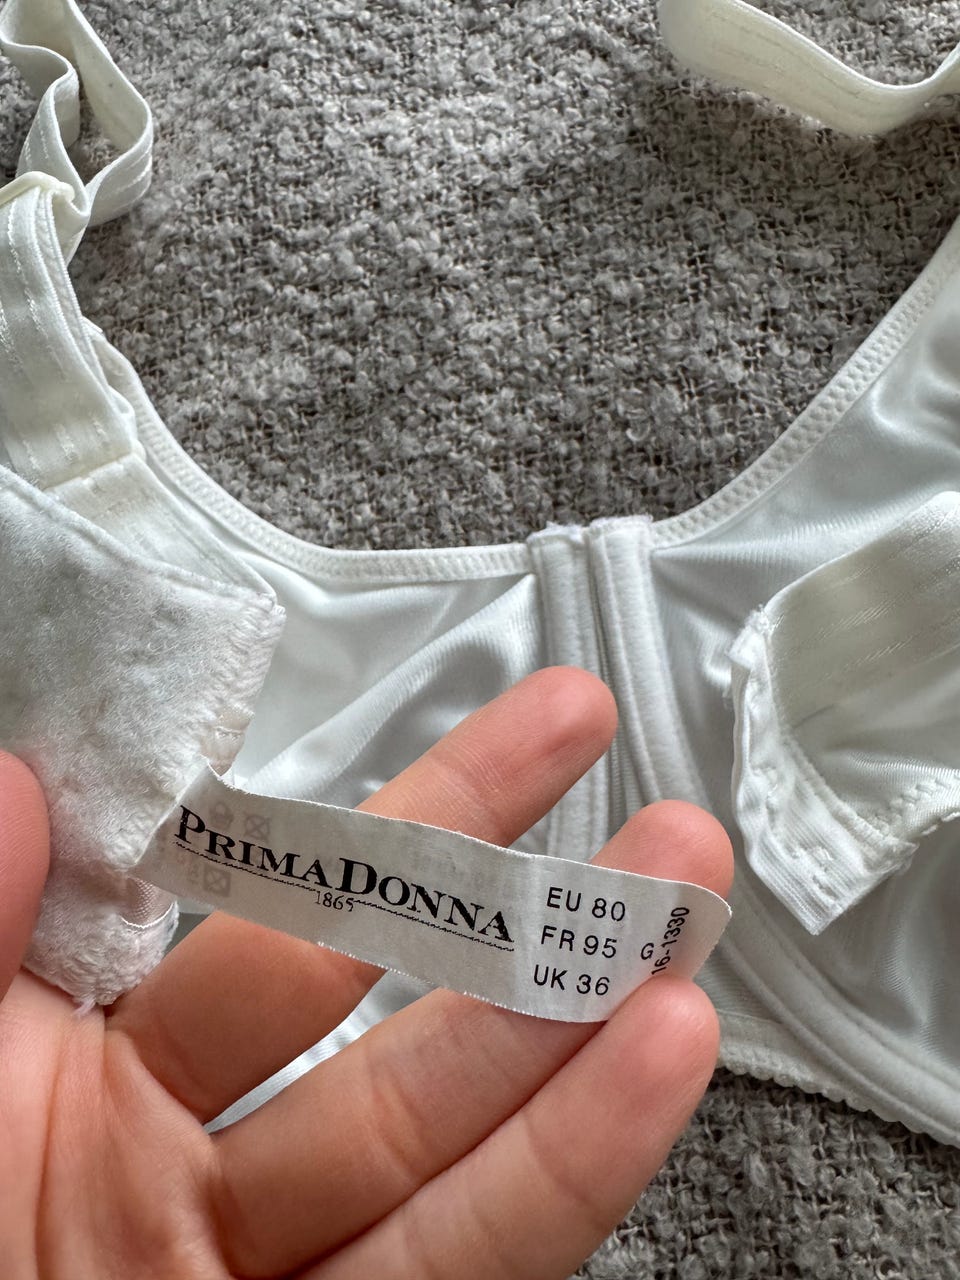 PRIMADONNA
1865
EU 80
FR 95
UK 36
G
16-1330